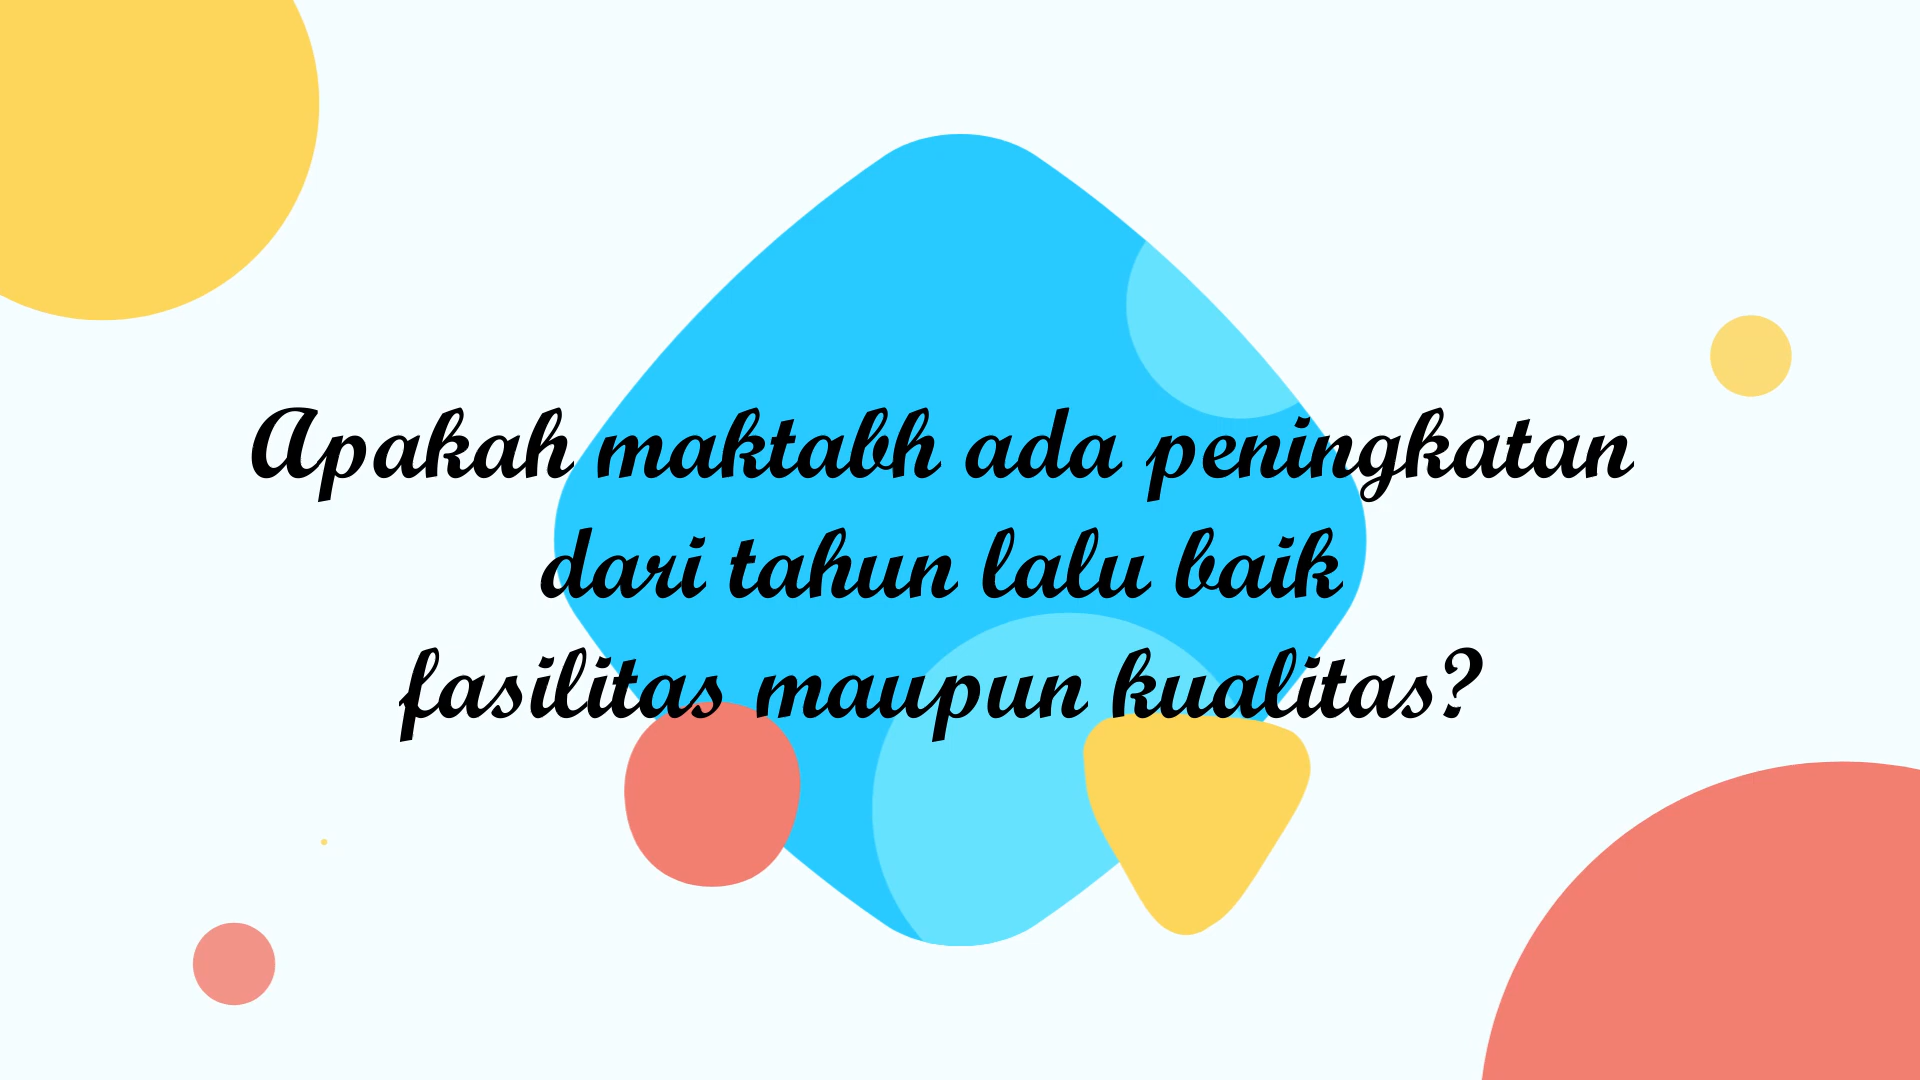 Apakah maktabh ada peningkatan
dari tahun lalu baik
fasilitas maupun kualitas?